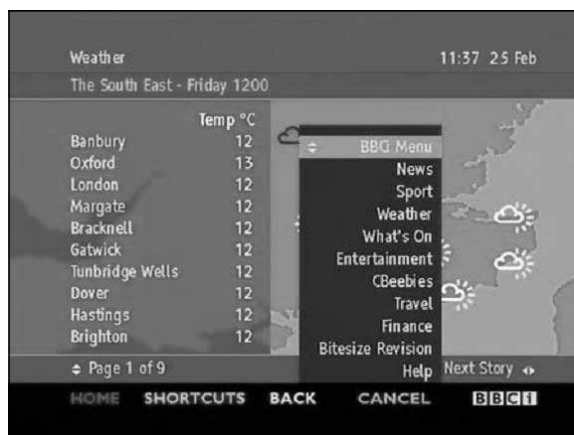 Weather 11:37 25 Feb
The South East - Friday 1200
Temp °C
Banbury 12
Oxford 13
London 12
Margate 12
Bracknell 12
Gatwick 12
Tunbridge Wells 12
Dover 12
Hastings 12
Brighton 12
BBCi Menu
News
Sport
Weather
What's On
Entertainment
CBeebies
Travel
Finance
Bitesize Revision
Help
Page 1 of 9 Next Story
HOME SHORTCUTS BACK CANCEL BBCi